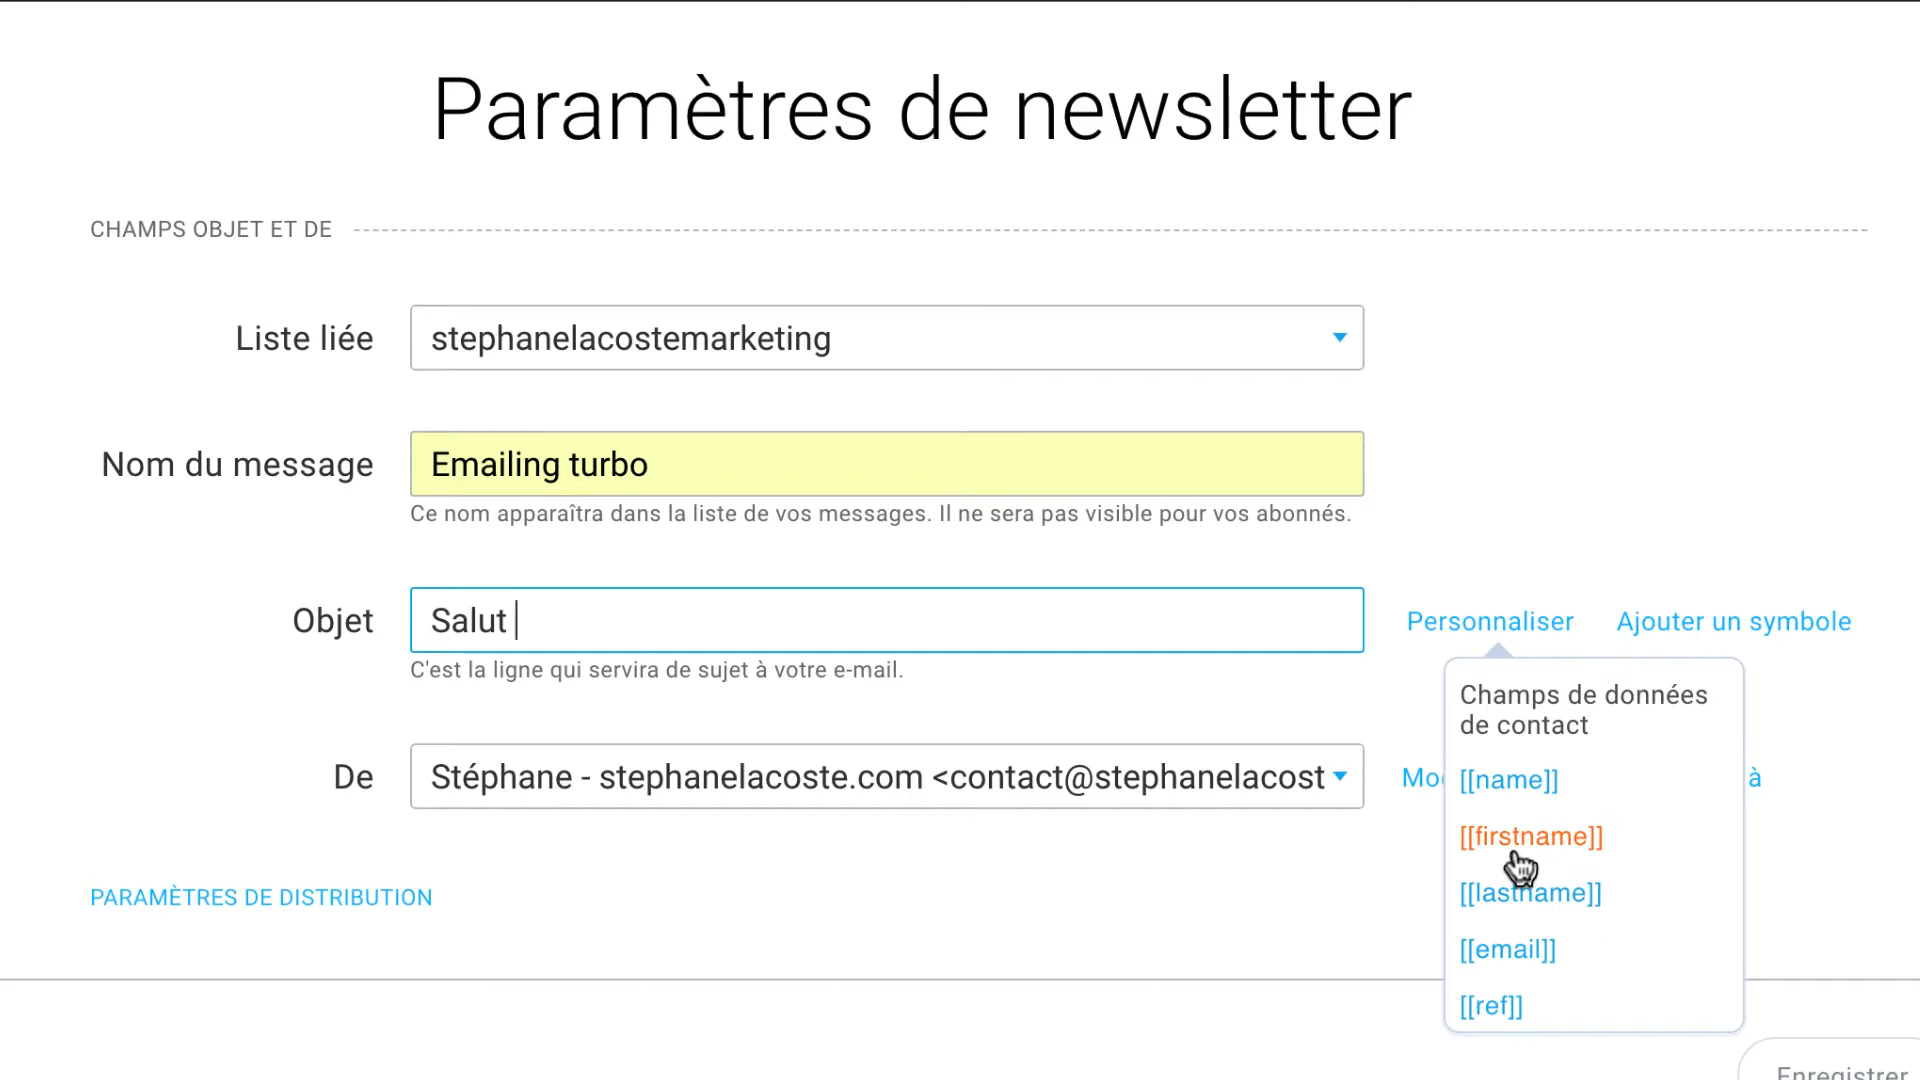 Paramètres de newsletter
CHAMPS OBJET ET DE
Liste liée
stephanelacostemarketing
Nom du message
Emailing turbo
Ce nom apparaîtra dans la liste de vos messages. Il ne sera pas visible pour vos abonnés.
Objet
Salut
Personnaliser
Ajouter un symbole
C'est la ligne qui servira de sujet à votre e-mail.
Champs de données
de contact
De
Stéphane - stephanelacoste.com <contact@stephanelacost
à
[[name]]
[[firstname]]
[[lastname]]
[[email]]
[[ref]]
PARAMÈTRES DE DISTRIBUTION
Enregistrer